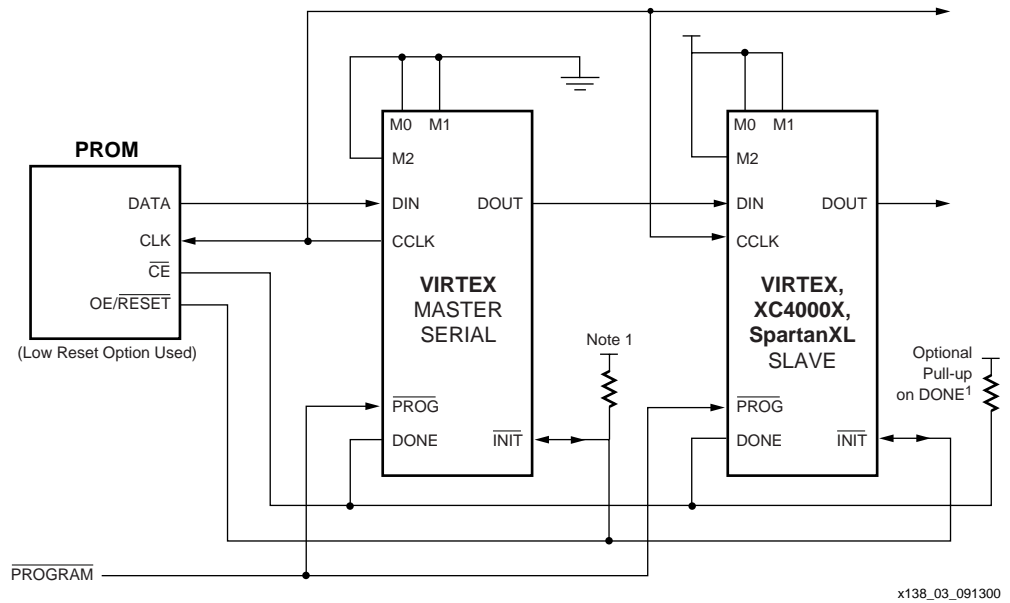 M0 M1
M2
DIN
DOUT
CCLK
VIRTEX
MASTER
SERIAL
PROG
DONE
INIT
M0 M1
M2
DIN
DOUT
CCLK
VIRTEX,
XC4000X,
SpartanXL
SLAVE
PROG
DONE
INIT
PROM
DATA
CLK
CE
OE/RESET
(Low Reset Option Used)
Note 1
Optional
Pull-up
on DONE1
PROGRAM
x138_03_091300